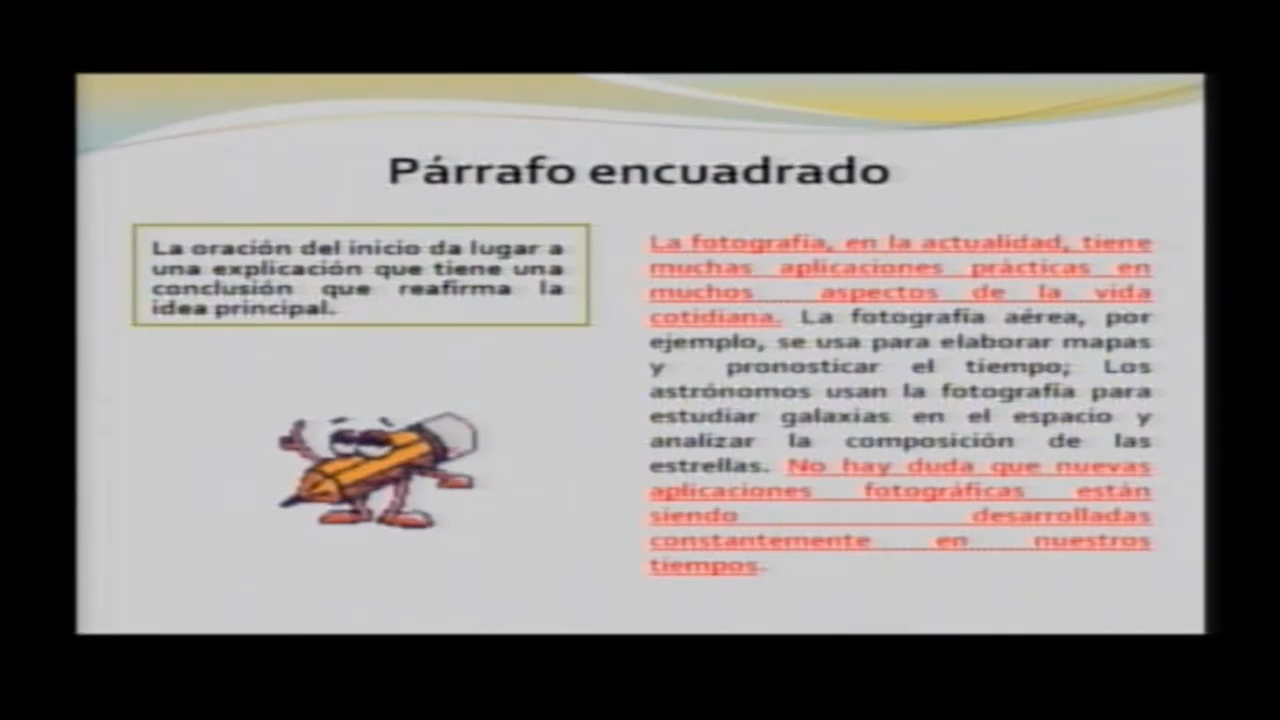 Párrafo encuadrado
La oración del inicio da lugar a
una explicación que tiene una
conclusión que reafirma la
idea principal.
La fotografía, en la actualidad, tiene
muchas aplicaciones prácticas en
muchos aspectos de la vida
cotidiana. La fotografía aérea, por
ejemplo, se usa para elaborar mapas
y pronosticar el tiempo; Los
astrónomos usan la fotografía para
estudiar galaxias en el espacio y
analizar la composición de las
estrellas. No hay duda que nuevas
aplicaciones fotográficas están
siendo desarrolladas
constantemente en nuestros
tiempos.